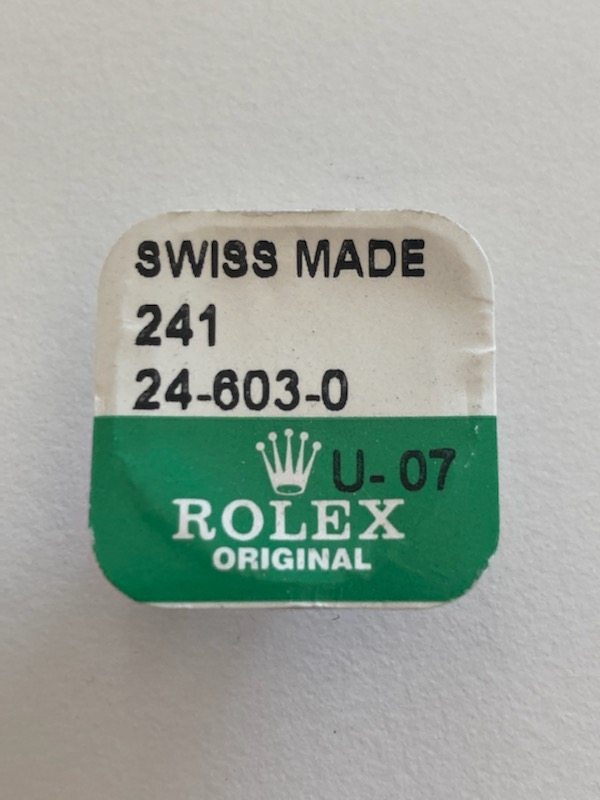 SWISS MADE
241
24-603-0
U- 07
ROLEX
ORIGINAL